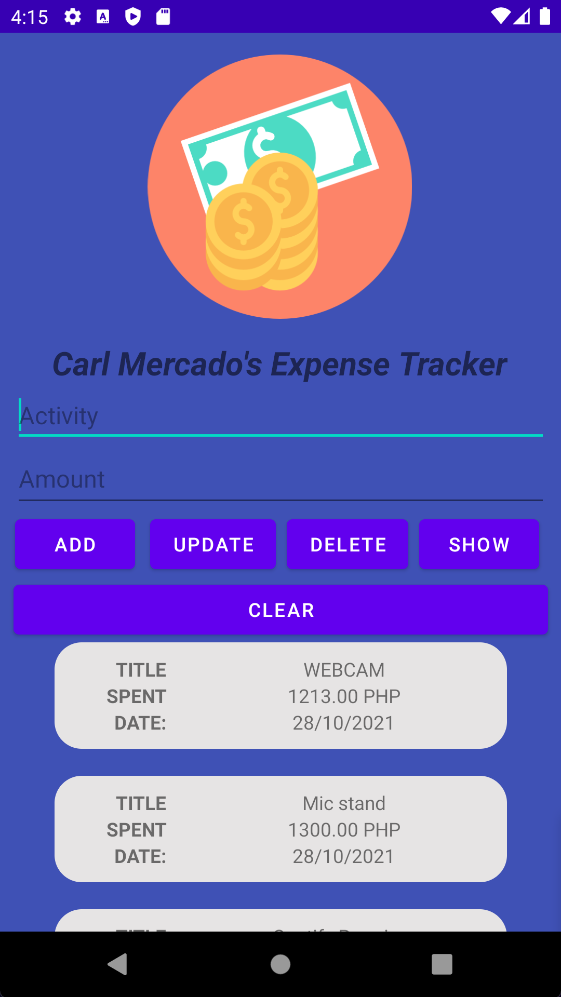 4:15
Carl Mercado's Expense Tracker
Activity
Amount
ADD UPDATE DELETE SHOW
CLEAR
TITLE WEBCAM
SPENT 1213.00 PHP
DATE: 28/10/2021
TITLE Mic stand
SPENT 1300.00 PHP
DATE: 28/10/2021
TITLE